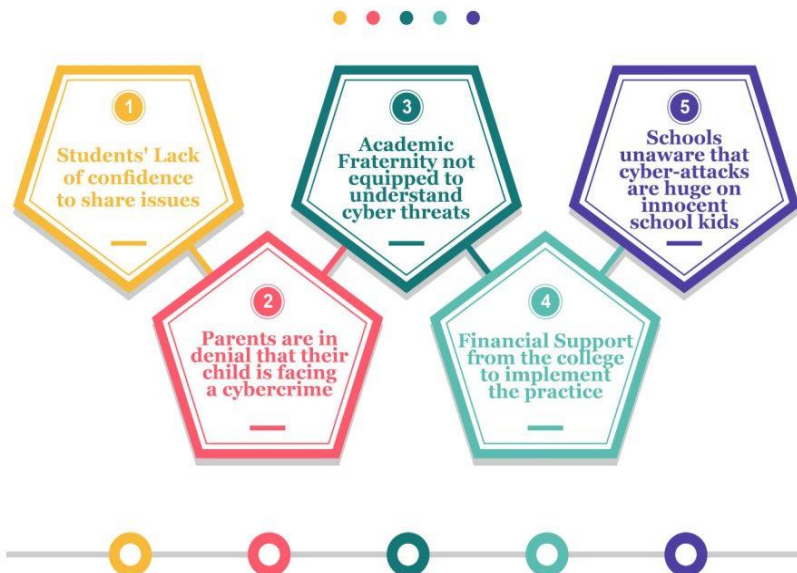 1
Students' Lack
of confidence
to share issues
2
Parents are in
denial that their
child is facing
a cybercrime
3
Academic
Fraternity not
equipped to
understand
cyber threats
4
Financial Support
from the college
to implement
the practice
5
Schools
unaware that
cyber-attacks
are huge on
innocent
school kids